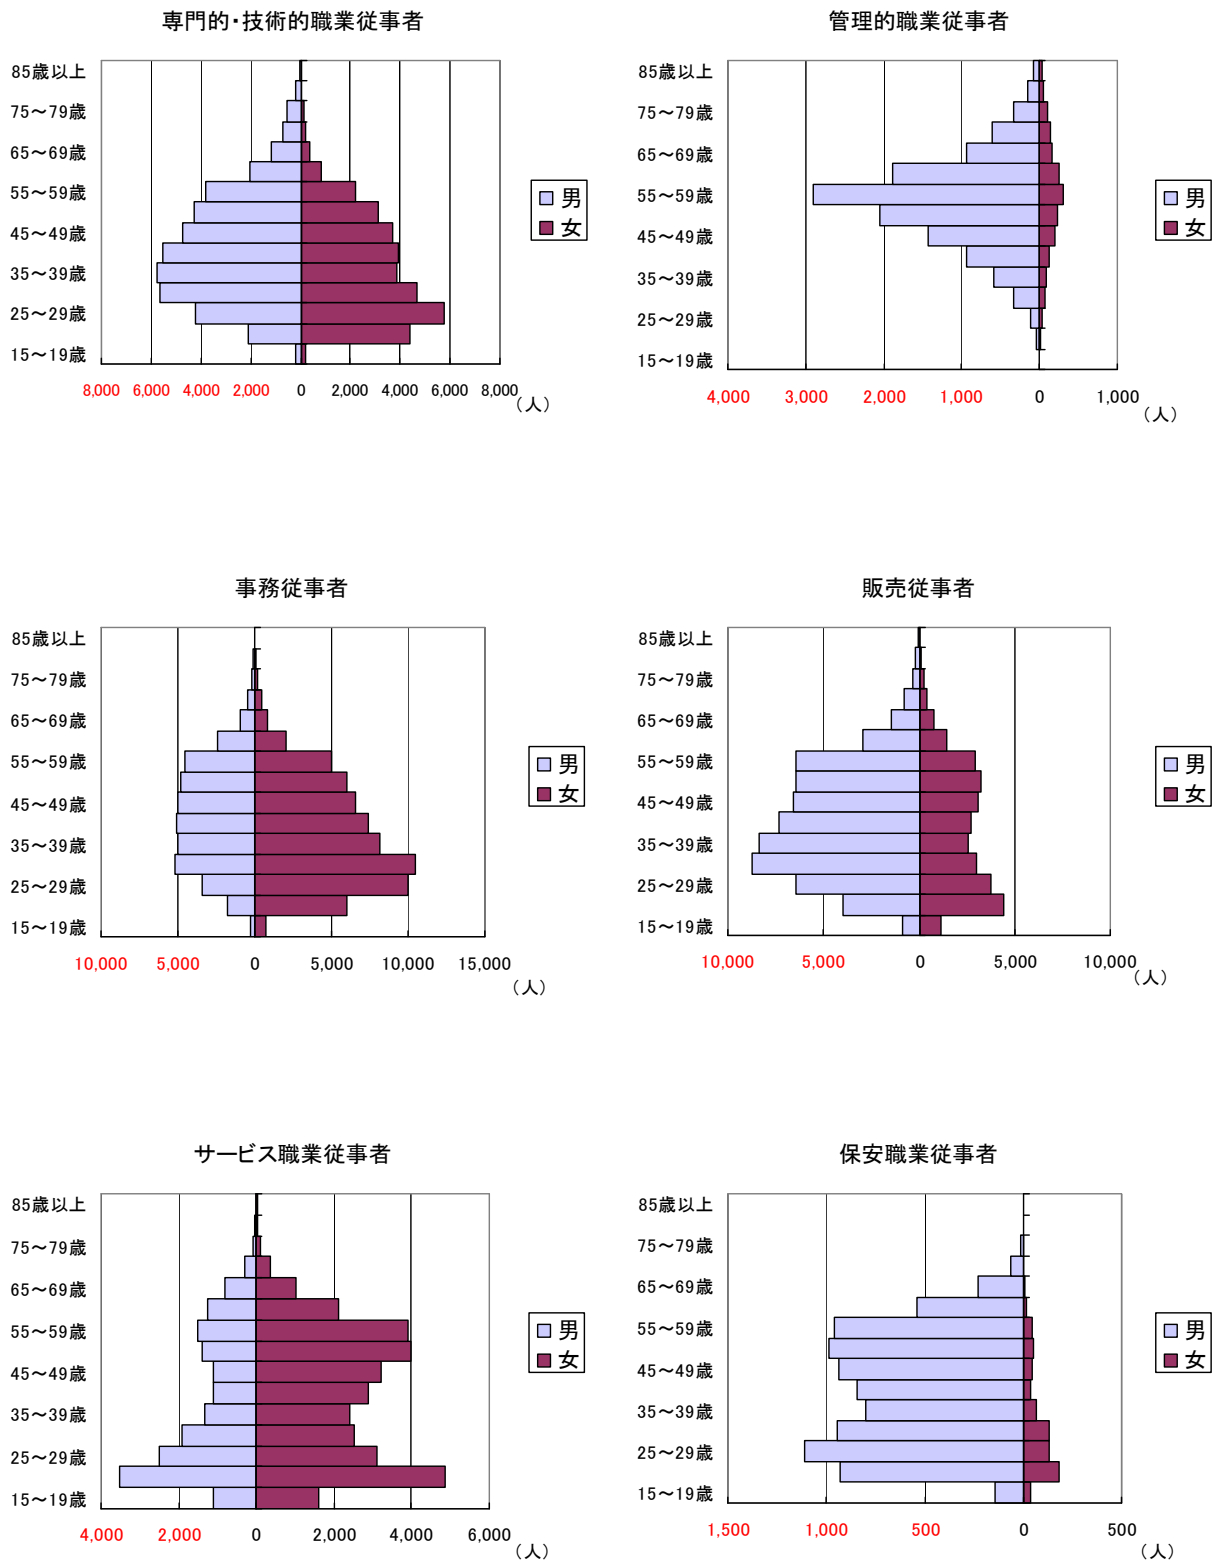 専門的・技術的職業従事者
85歳以上
75～79歳
65～69歳
55～59歳
45～49歳
35～39歳
25～29歳
15～19歳
8,000 6,000 4,000 2,000 0 2,000 4,000 6,000 8,000
（人）
男
女
管理的職業従事者
85歳以上
75～79歳
65～69歳
55～59歳
45～49歳
35～39歳
25～29歳
15～19歳
4,000 3,000 2,000 1,000 0 1,000
（人）
男
女
事務従事者
85歳以上
75～79歳
65～69歳
55～59歳
45～49歳
35～39歳
25～29歳
15～19歳
10,000 5,000 0 5,000 10,000 15,000
（人）
男
女
販売従事者
85歳以上
75～79歳
65～69歳
55～59歳
45～49歳
35～39歳
25～29歳
15～19歳
10,000 5,000 0 5,000 10,000
（人）
男
女
サービス職業従事者
85歳以上
75～79歳
65～69歳
55～59歳
45～49歳
35～39歳
25～29歳
15～19歳
4,000 2,000 0 2,000 4,000 6,000
（人）
男
女
保安職業従事者
85歳以上
75～79歳
65～69歳
55～59歳
45～49歳
35～39歳
25～29歳
15～19歳
1,500 1,000 500 0 500
（人）
男
女